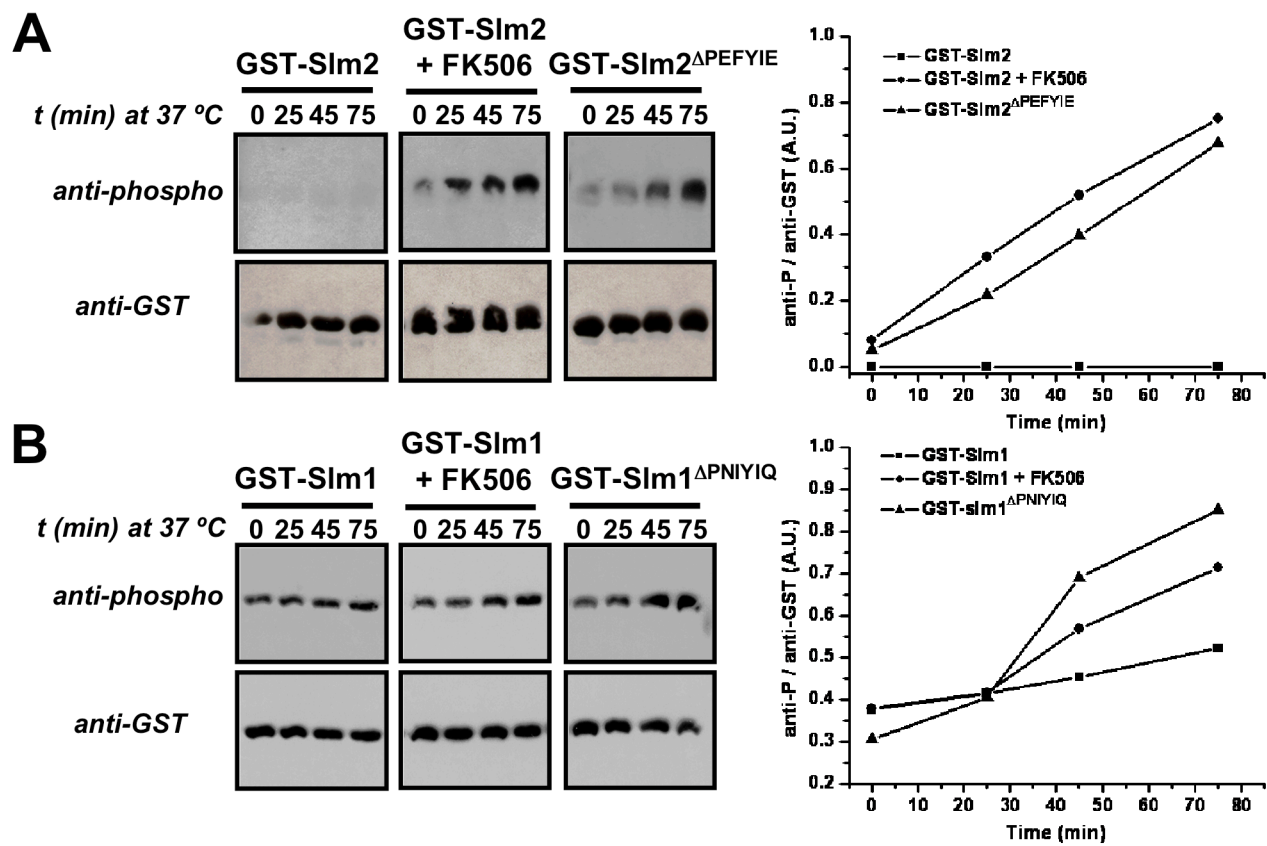 A
GST-Slm2
GST-Slm2
+ FK506
GST-Slm2ΔPEFYIE
t (min) at 37 ºC
0 25 45 75
0 25 45 75
0 25 45 75
anti-phospho
anti-GST
1.0
0.8
0.6
0.4
0.2
0.0
anti-P / anti-GST (A.U.)
GST-Slm2
GST-Slm2 + FK506
GST-Slm2ΔPEFYIE
0 10 20 30 40 50 60 70 80
Time (min)
B
GST-Slm1
GST-Slm1
+ FK506
GST-Slm1ΔPNIYIQ
t (min) at 37 ºC
0 25 45 75
0 25 45 75
0 25 45 75
anti-phospho
anti-GST
1.0
0.9
0.8
0.7
0.6
0.5
0.4
0.3
0.2
anti-P / anti-GST (A.U.)
GST-Slm1
GST-Slm1 + FK506
GST-slm1ΔPNIYIQ
0 10 20 30 40 50 60 70 80
Time (min)